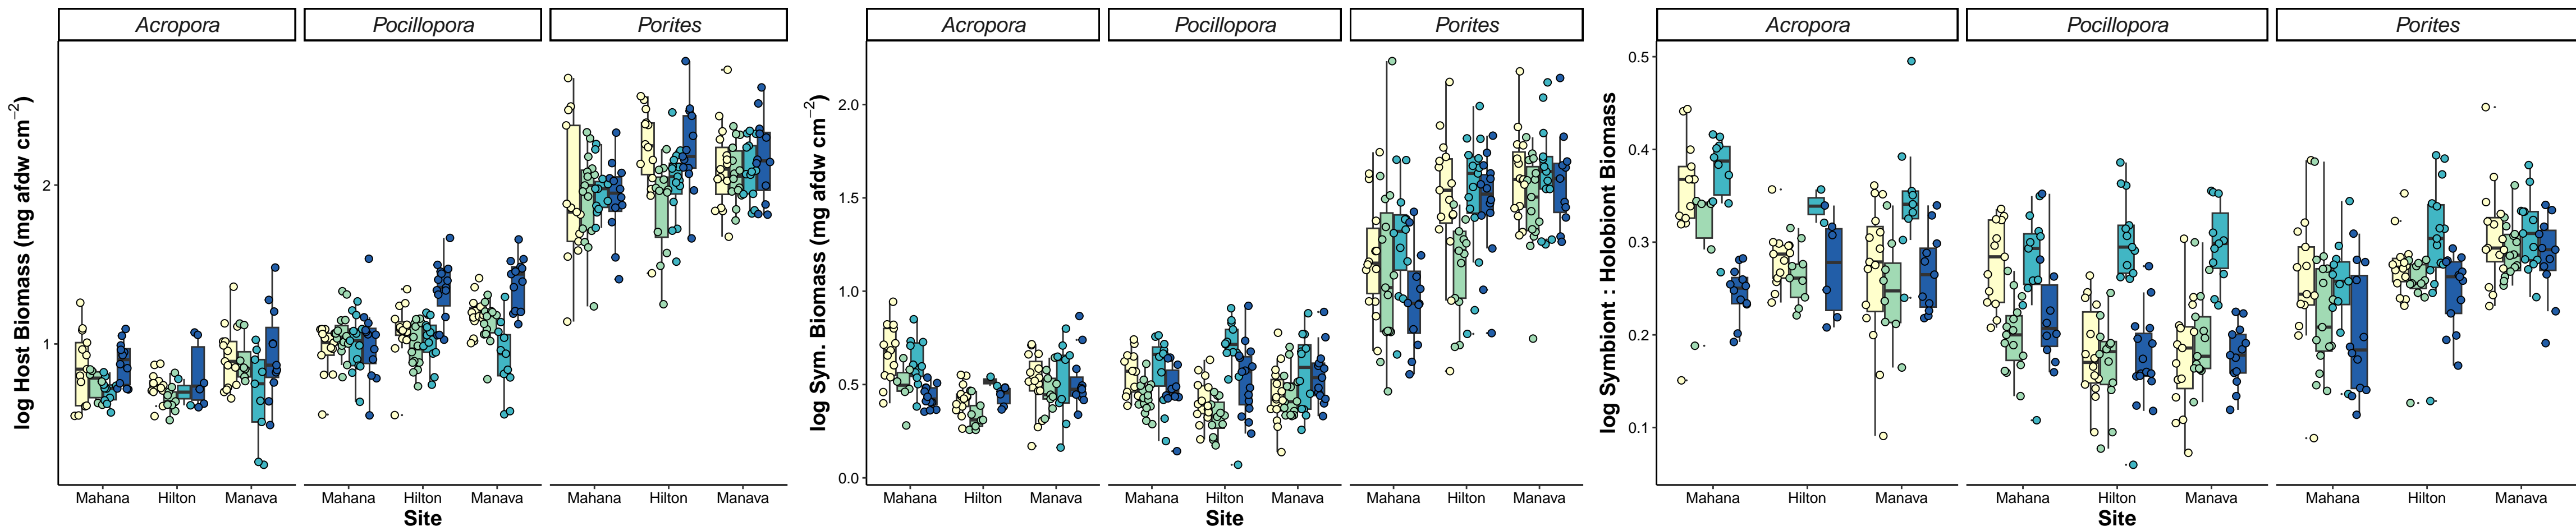 Acropora Pocillopora Porites
log Host Biomass (mg afdw cm−2)
2
1
Mahana Hilton Manava Mahana Hilton Manava Mahana Hilton Manava
Site
Acropora Pocillopora Porites
log Sym. Biomass (mg afdw cm−2)
2.0
1.5
1.0
0.5
0.0
Mahana Hilton Manava Mahana Hilton Manava Mahana Hilton Manava
Site
Acropora Pocillopora Porites
log Symbiont : Holobiont Biomass
0.5
0.4
0.3
0.2
0.1
Mahana Hilton Manava Mahana Hilton Manava Mahana Hilton Manava
Site